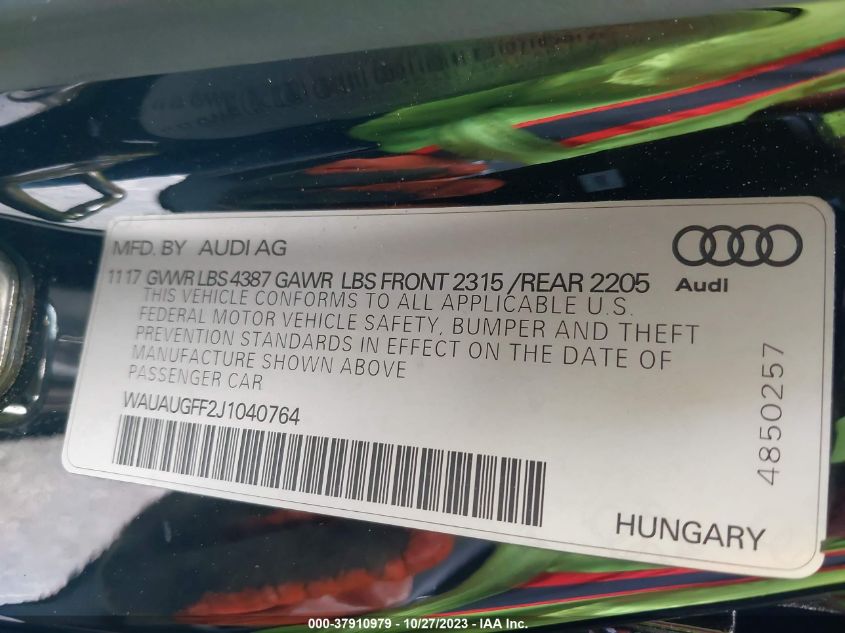 MFD. BY AUDI AG
11 17 GVWR LBS 4387 GAWR LBS FRONT 2315 /REAR 2205
Audi
THIS VEHICLE CONFORMS TO ALL APPLICABLE U.S.
FEDERAL MOTOR VEHICLE SAFETY, BUMPER AND THEFT
PREVENTION STANDARDS IN EFFECT ON THE DATE OF
MANUFACTURE SHOWN ABOVE
PASSENGER CAR
WAUAUGFF2J1040764
4850257
HUNGARY
000-37910979 - 10/27/2023 - IAA Inc.